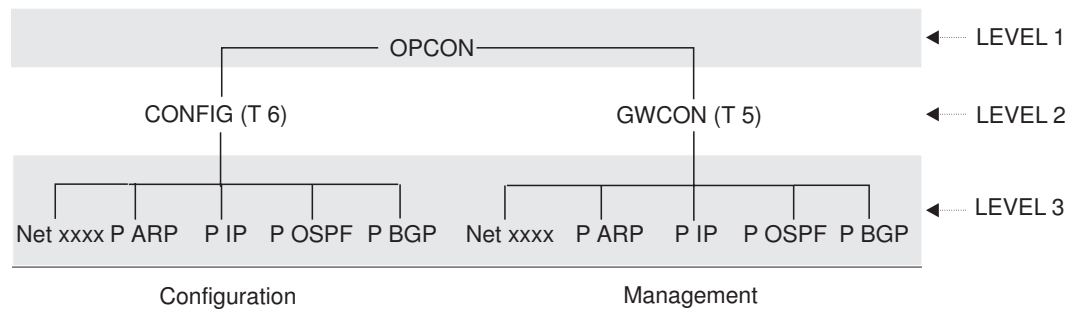 OPCON
LEVEL 1
CONFIG (T 6) GWCON (T 5)
LEVEL 2
Net xxxx P ARP P IP P OSPF P BGP Net xxxx P ARP P IP P OSPF P BGP
LEVEL 3
Configuration Management